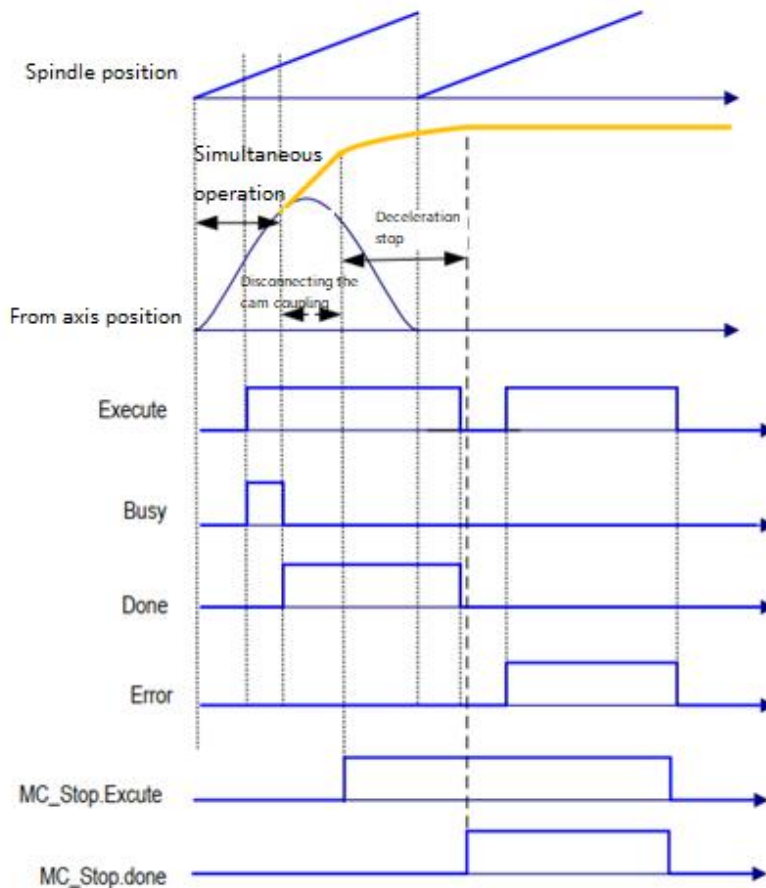 Spindle position
Simultaneous
operation
Deceleration
stop
Disconnecting the
cam coupling
From axis position
Execute
Busy
Done
Error
MC_Stop.Excute
MC_Stop.done